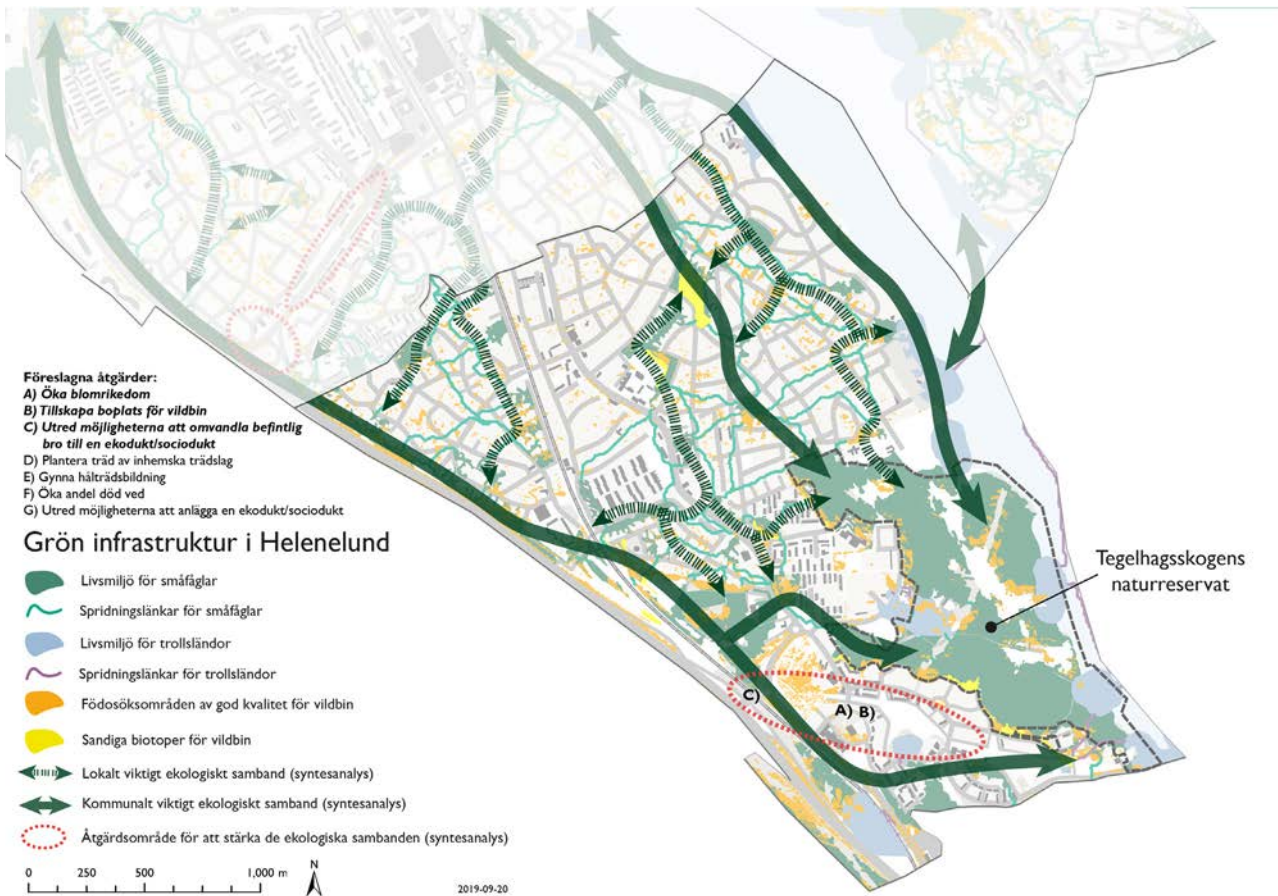 Föreslagna åtgärder:
A) Öka blomrikedom
B) Tillskapa boplats för vildbin
C) Utred möjligheterna att omvandla befintlig
bro till en ekodukt/sociodukt
D) Plantera träd av inhemska trädslag
E) Gynna hålträdsbildning
F) Öka andel död ved
G) Utred möjligheterna att anlägga en ekodukt/sociodukt
Grön infrastruktur i Helenelund
Livsmiljö för småfåglar
Spridningslänkar för småfåglar
Livsmiljö för trollsländor
Spridningslänkar för trollsländor
Födosöksområden av god kvalitet för vildbin
Sandiga biotoper för vildbin
Lokalt viktigt ekologiskt samband (syntesanalys)
Kommunalt viktigt ekologiskt samband (syntesanalys)
Åtgärdsområde för att stärka de ekologiska sambanden (syntesanalys)
0 250 500 1,000 m
N
2019-09-20
Tegelhagsskogens
naturreservat
C)
A) B)